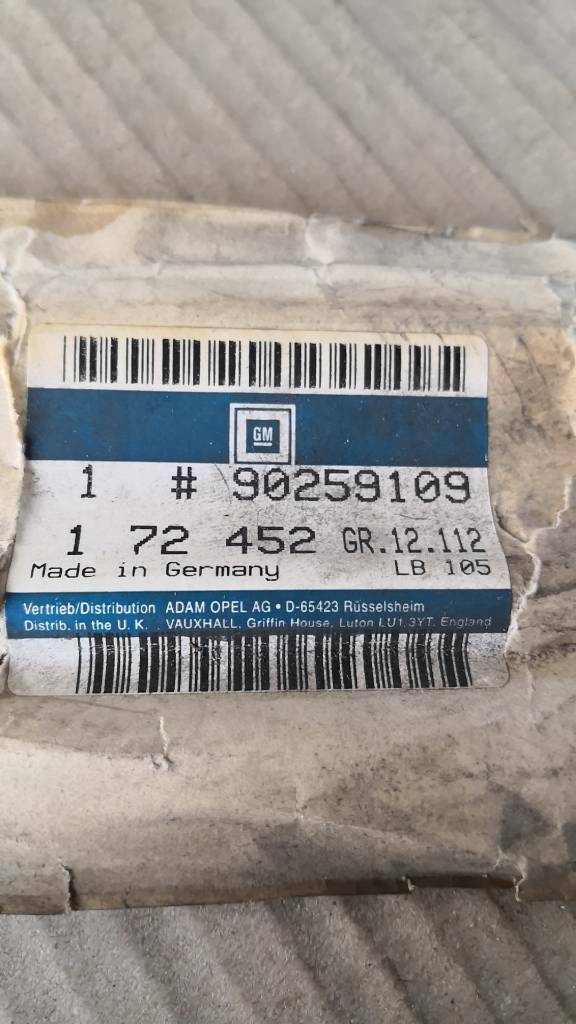 GM
1 # 90259109
1 72 452 GR.12.112
Made in Germany LB 105
Vertrieb/Distribution ADAM OPEL AG • D-65423 Rüsselsheim
Distrib. in the U. K. . VAUXHALL, Griffin House, Luton LU1 3YT, England